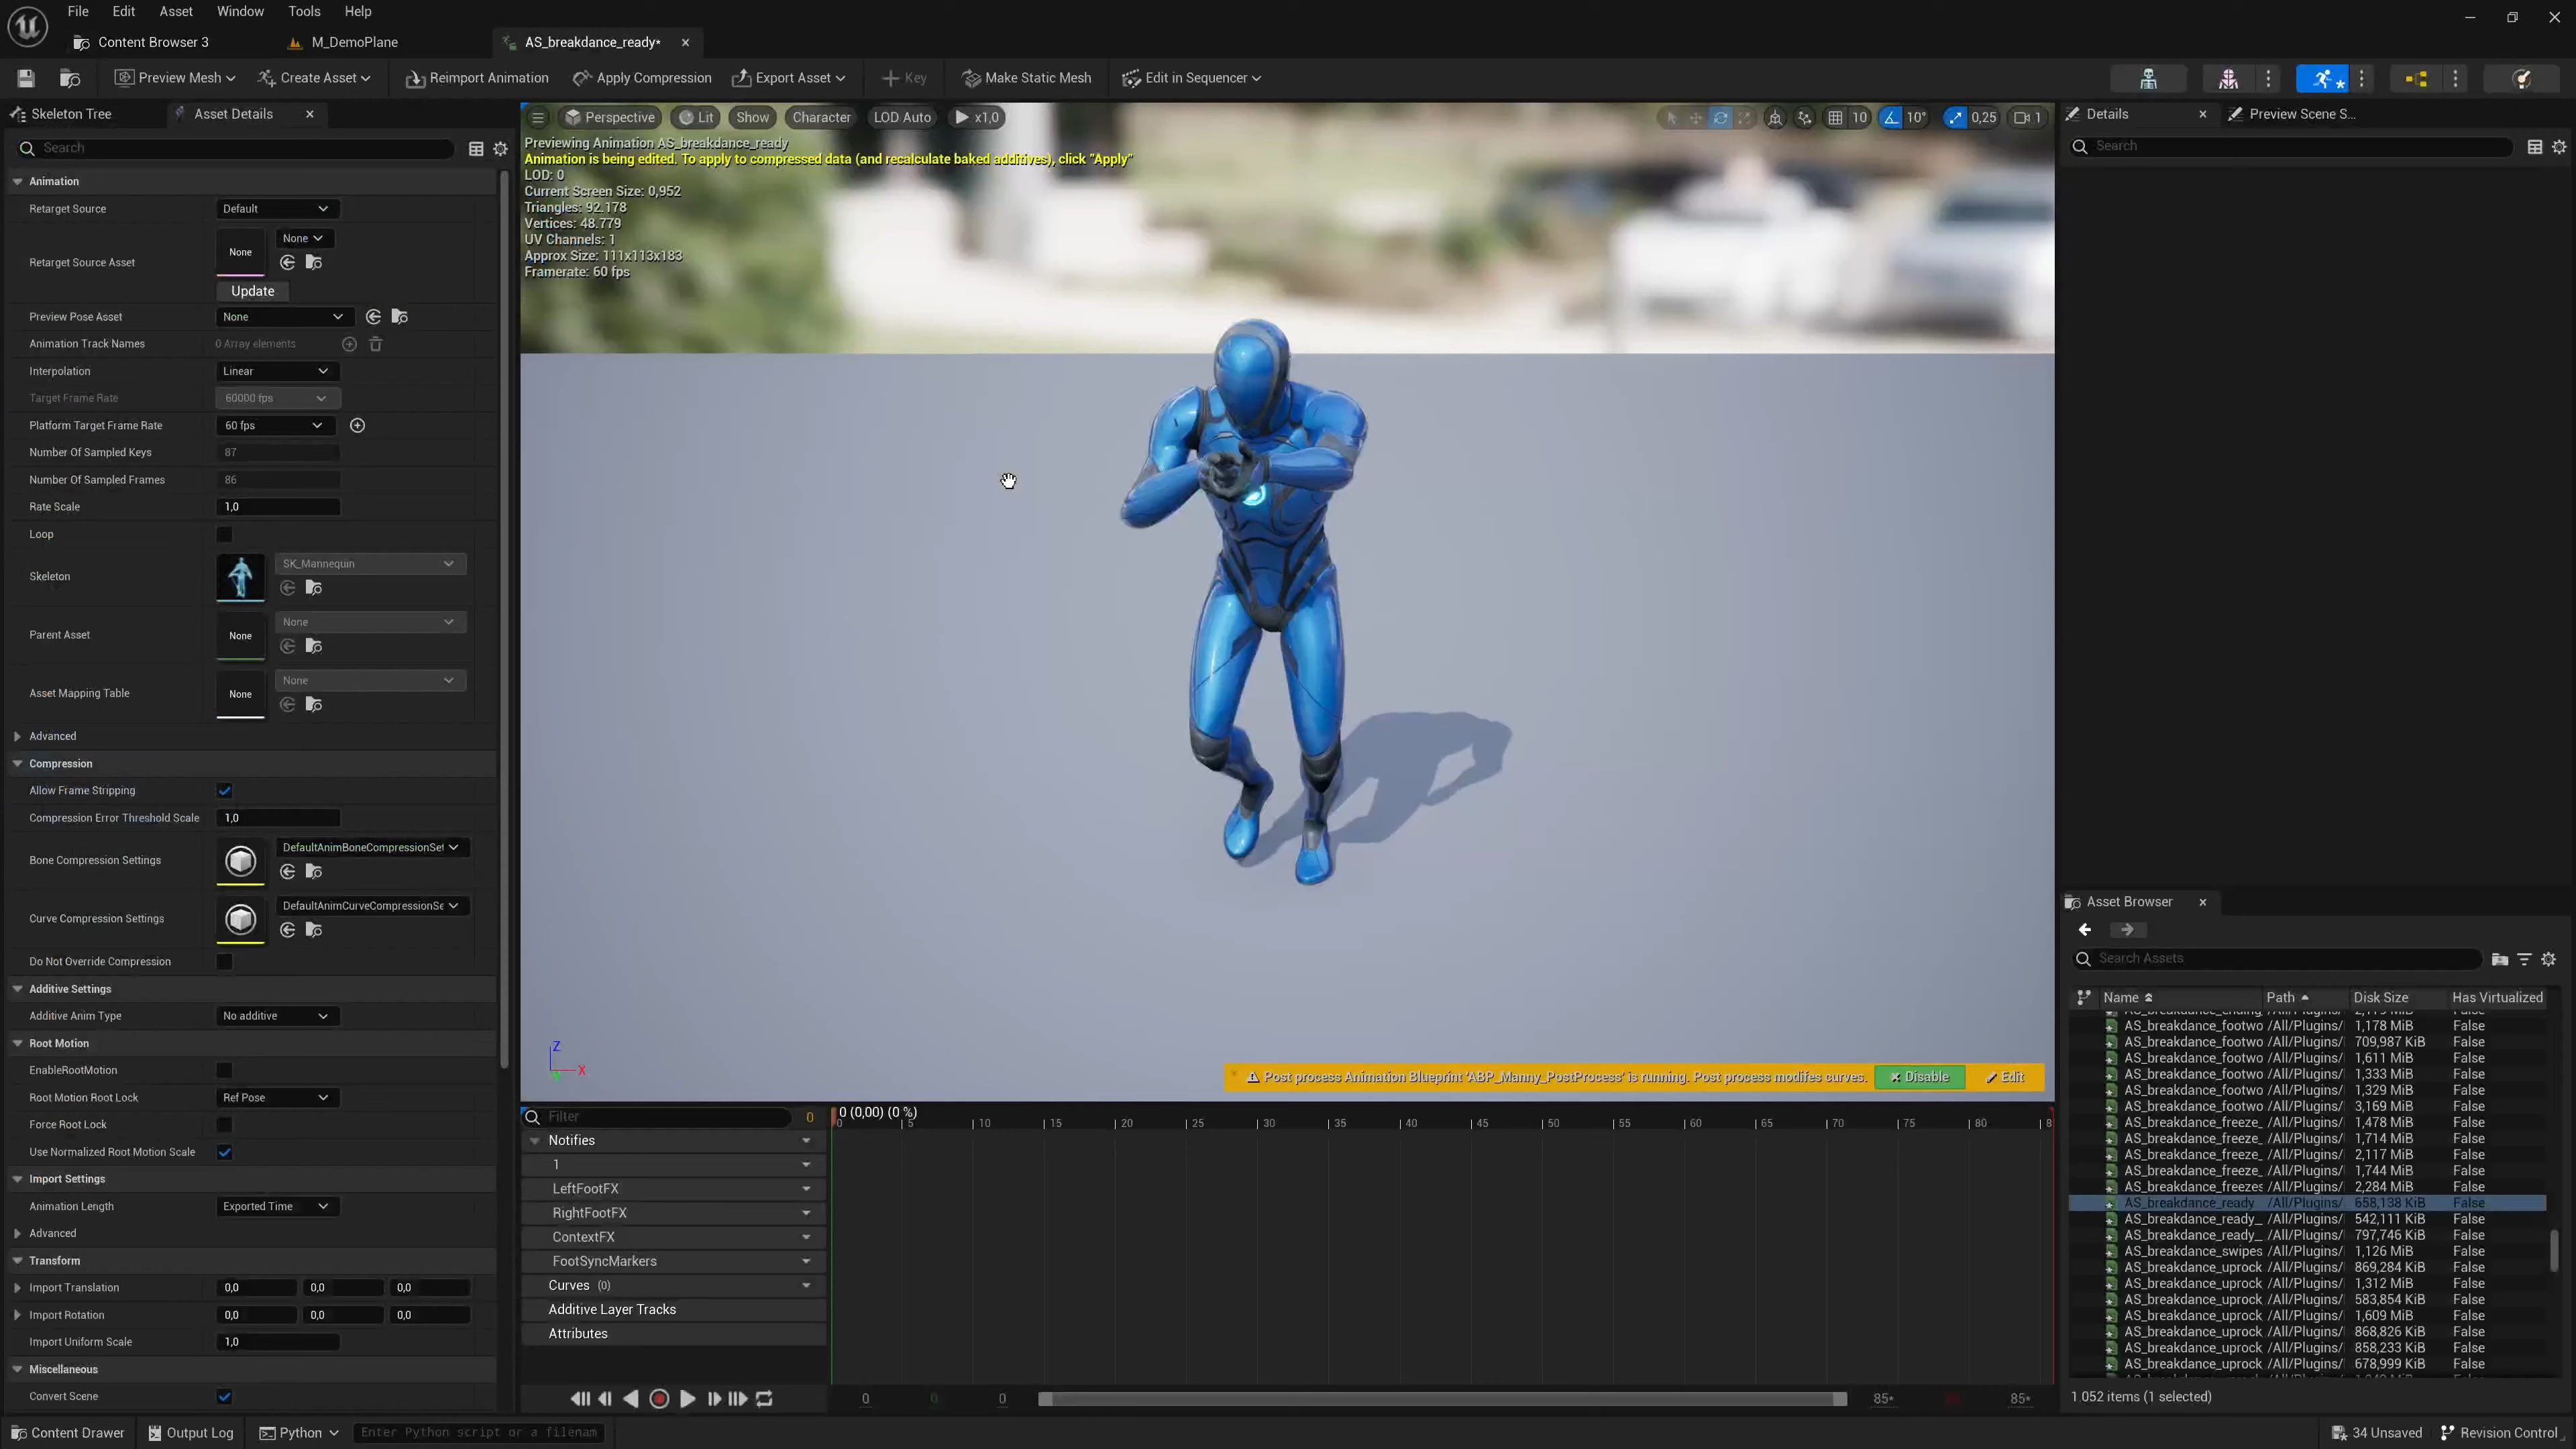 File Edit Asset Window Tools Help
Content Browser 3
M_DemoPlane
AS_breakdance_ready*
Preview Mesh
Create Asset
Reimport Animation
Apply Compression
Export Asset
Key
Make Static Mesh
Edit in Sequencer
Skeleton Tree
Asset Details
Search
Animation
Retarget Source Default
None
None
Retarget Source Asset
Update
Preview Pose Asset None
Animation Track Names 0 Array elements
Interpolation Linear
Target Frame Rate 60000 fps
Platform Target Frame Rate 60 fps
Number Of Sampled Keys 87
Number Of Sampled Frames 86
Rate Scale 1,0
Loop
Skeleton SK_Mannequin
Parent Asset None None
Asset Mapping Table None None
Advanced
Compression
Allow Frame Stripping
Compression Error Threshold Scale 1,0
Bone Compression Settings DefaultAnimBoneCompressionSet
Curve Compression Settings DefaultAnimCurveCompressionSe
Do Not Override Compression
Additive Settings
Additive Anim Type No additive
Root Motion
EnableRootMotion
Root Motion Root Lock Ref Pose
Force Root Lock
Use Normalized Root Motion Scale
Import Settings
Animation Length Exported Time
Advanced
Transform
Import Translation 0,0 0,0 0,0
Import Rotation 0,0 0,0 0,0
Import Uniform Scale 1,0
Miscellaneous
Convert Scene
Perspective Lit Show Character LOD Auto x1,0
10 10° 0,25 1
Previewing Animation AS_breakdance_ready
Animation is being edited. To apply to compressed data (and recalculate baked additives), click "Apply"
LOD: 0
Current Screen Size: 0,952
Triangles: 92.178
Vertices: 48.779
UV Channels: 1
Approx Size: 111x113x183
Framerate: 60 fps
Z
X
Post process Animation Blueprint 'ABP_Manny_PostProcess' is running. Post process modifes curves. Disable Edit
Filter 0
0 (0,00) (0 %)
0 5 10 15 20 25 30 35 40 45 50 55 60 65 70 75 80 8
Notifies
1
LeftFootFX
RightFootFX
ContextFX
FootSyncMarkers
Curves (0)
Additive Layer Tracks
Attributes
0 0 0 85* 85*
Details
Preview Scene S...
Search
Asset Browser
Search Assets
Name Path Disk Size Has Virtualized
AS_breakdance_footwo /All/Plugins/ 1,178 MiB False
AS_breakdance_footwo /All/Plugins/ 709,987 KiB False
AS_breakdance_footwo /All/Plugins/ 1,611 MiB False
AS_breakdance_footwo /All/Plugins/ 1,333 MiB False
AS_breakdance_footwo /All/Plugins/ 1,329 MiB False
AS_breakdance_footwo /All/Plugins/ 3,169 MiB False
AS_breakdance_freeze_ /All/Plugins/ 1,478 MiB False
AS_breakdance_freeze_ /All/Plugins/ 1,714 MiB False
AS_breakdance_freeze_ /All/Plugins/ 2,117 MiB False
AS_breakdance_freeze_ /All/Plugins/ 1,744 MiB False
AS_breakdance_freezes /All/Plugins/ 2,284 MiB False
AS_breakdance_ready /All/Plugins/ 658,138 KiB False
AS_breakdance_ready_ /All/Plugins/ 542,111 KiB False
AS_breakdance_ready_ /All/Plugins/ 797,746 KiB False
AS_breakdance_swipes /All/Plugins/ 1,126 MiB False
AS_breakdance_uprock /All/Plugins/ 869,284 KiB False
AS_breakdance_uprock /All/Plugins/ 1,312 MiB False
AS_breakdance_uprock /All/Plugins/ 583,854 KiB False
AS_breakdance_uprock /All/Plugins/ 1,609 MiB False
AS_breakdance_uprock /All/Plugins/ 868,826 KiB False
AS_breakdance_uprock /All/Plugins/ 858,233 KiB False
AS_breakdance_uprock /All/Plugins/ 678,999 KiB False
1.052 items (1 selected)
Content Drawer
Output Log
Python
Enter Python script or a filenam
34 Unsaved
Revision Control